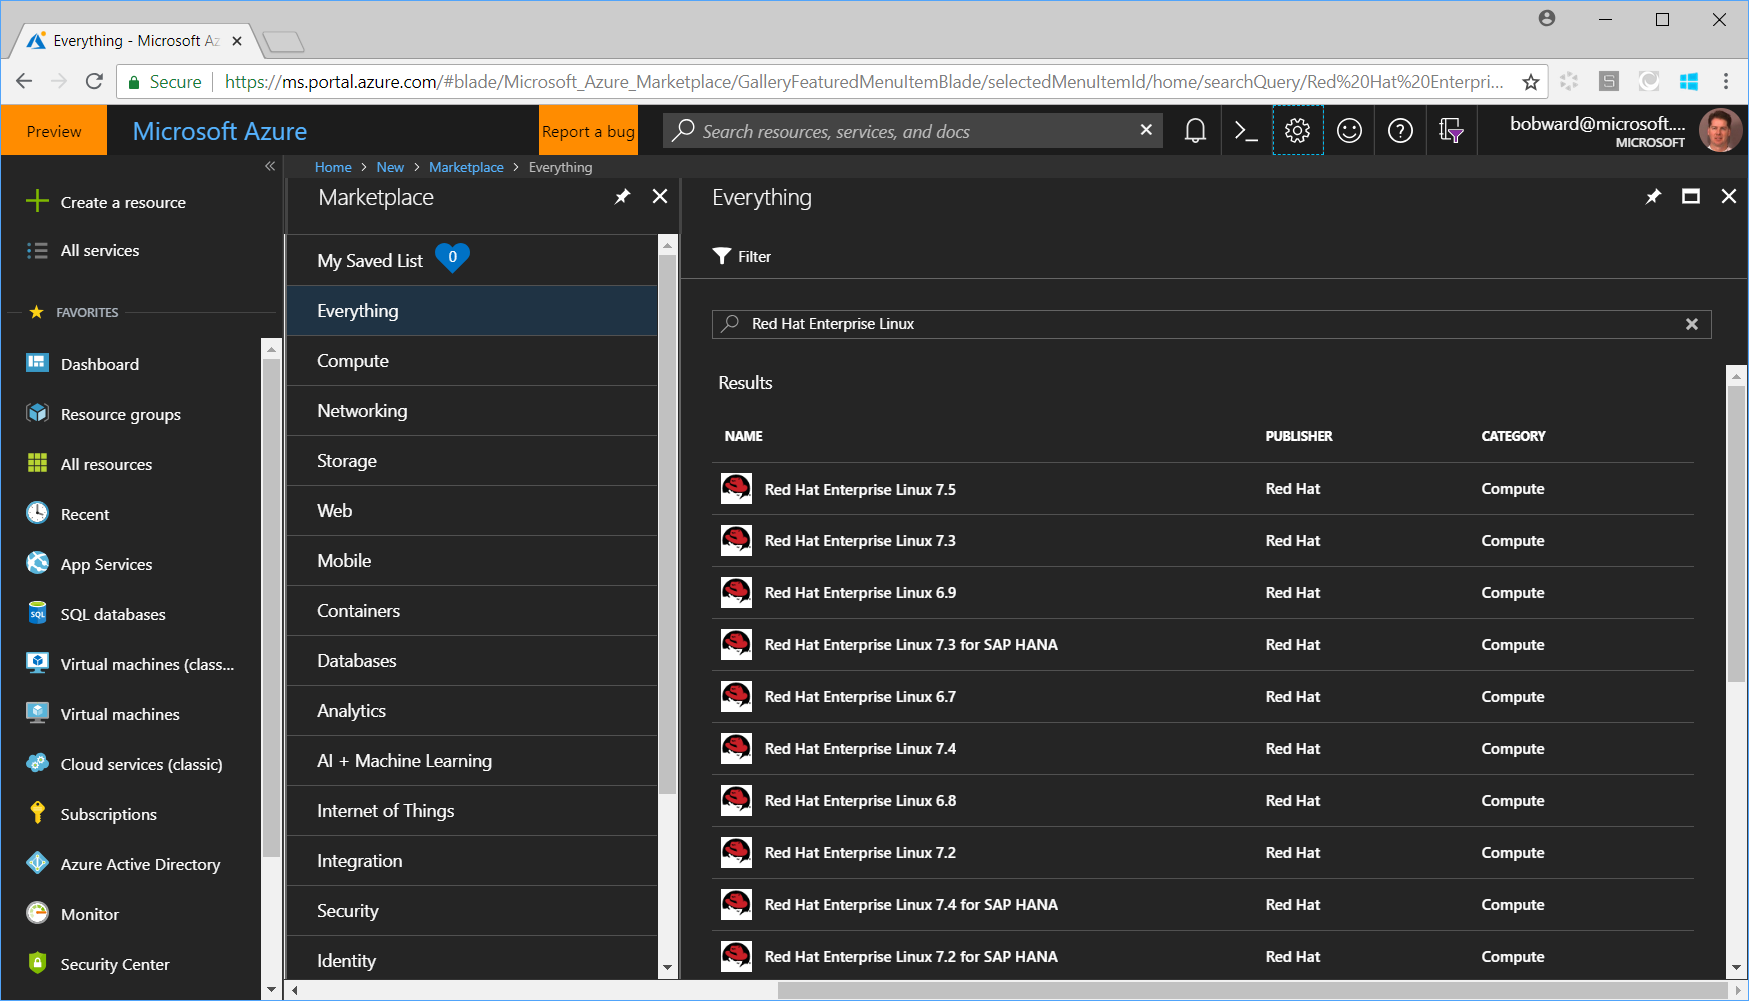 Everything - Microsoft Az
Secure
https://ms.portal.azure.com/#blade/Microsoft_Azure_Marketplace/GalleryFeaturedMenuItemBlade/selectedMenuItemId/home/searchQuery/Red%20Hat%20Enterpri...
S
Preview
Microsoft Azure
Report a bug
Search resources, services, and docs
bobward@microsoft....
MICROSOFT
Home > New > Marketplace > Everything
Create a resource
All services
FAVORITES
Dashboard
Resource groups
All resources
Recent
App Services
SQL
SQL databases
Virtual machines (class...
Virtual machines
Cloud services (classic)
Subscriptions
Azure Active Directory
Monitor
Security Center
Marketplace
My Saved List 0
Everything
Compute
Networking
Storage
Web
Mobile
Containers
Databases
Analytics
AI + Machine Learning
Internet of Things
Integration
Security
Identity
Everything
Filter
Red Hat Enterprise Linux
Results
NAME PUBLISHER CATEGORY
Red Hat Enterprise Linux 7.5 Red Hat Compute
Red Hat Enterprise Linux 7.3 Red Hat Compute
Red Hat Enterprise Linux 6.9 Red Hat Compute
Red Hat Enterprise Linux 7.3 for SAP HANA Red Hat Compute
Red Hat Enterprise Linux 6.7 Red Hat Compute
Red Hat Enterprise Linux 7.4 Red Hat Compute
Red Hat Enterprise Linux 6.8 Red Hat Compute
Red Hat Enterprise Linux 7.2 Red Hat Compute
Red Hat Enterprise Linux 7.4 for SAP HANA Red Hat Compute
Red Hat Enterprise Linux 7.2 for SAP HANA Red Hat Compute